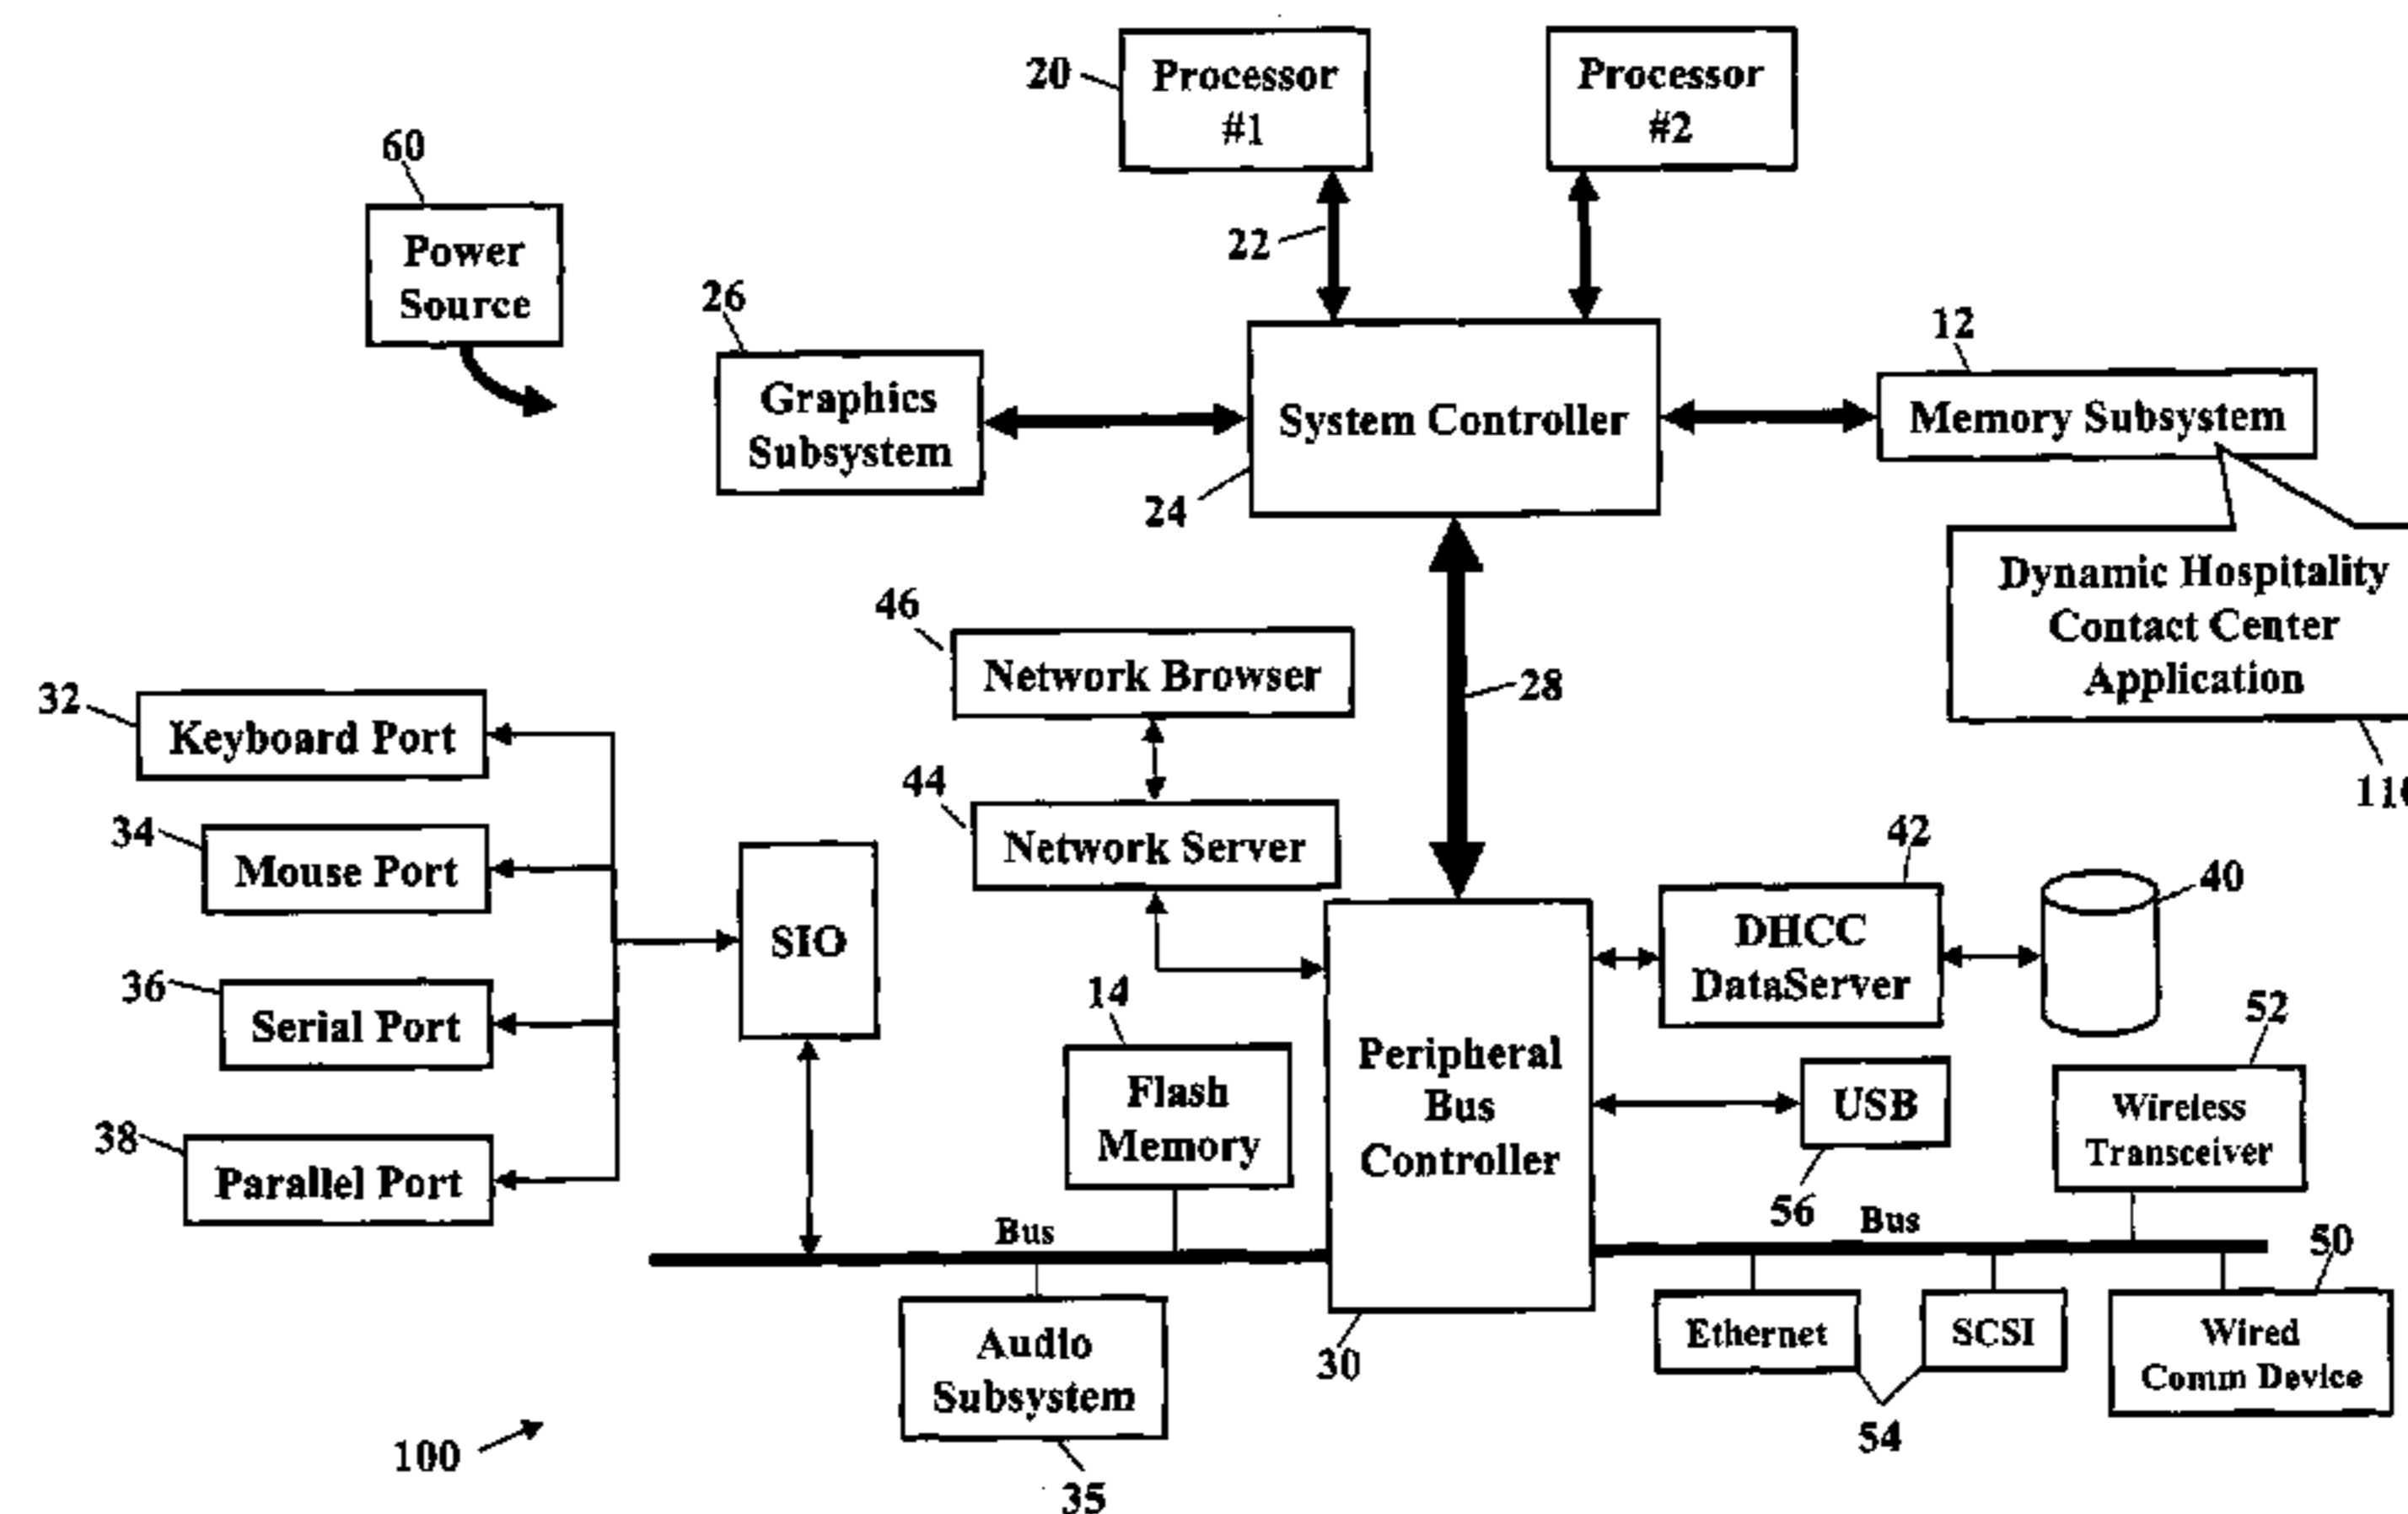 20
Processor
#1
Processor
#2
60
Power
Source
22
26
Graphics
Subsystem
System Controller
24
12
Memory Subsystem
Dynamic Hospitality
Contact Center
Application
46
Network Browser
28
32
Keyboard Port
44
Network Server
34
Mouse Port
SIO
42
DHCC
DataServer
40
36
Serial Port
14
Flash
Memory
Peripheral
Bus
Controller
USB
56
52
Wireless
Transceiver
38
Parallel Port
Bus
Bus
50
Audio
Subsystem
35
30
Ethernet
SCSI
54
Wired
Comm Device
100